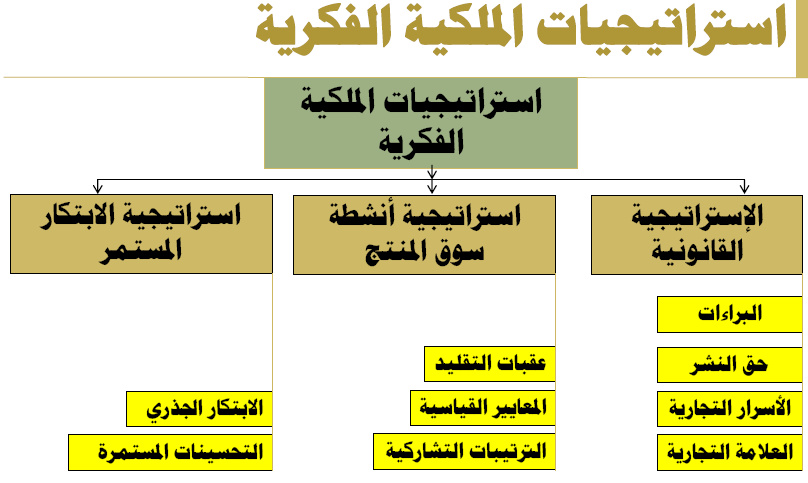 استراتيجيات الملكية الفكرية
استراتيجيات الملكية
الفكرية
الإستراتيجية
القانونية
البراءات
حق النشر
الأسرار التجارية
العلامة التجارية
استراتيجية أنشطة
سوق المنتج
عقبات التقليد
المعايير القياسية
الترتيبات التشاركية
استراتيجية الابتكار
المستمر
الابتكار الجذري
التحسينات المستمرة